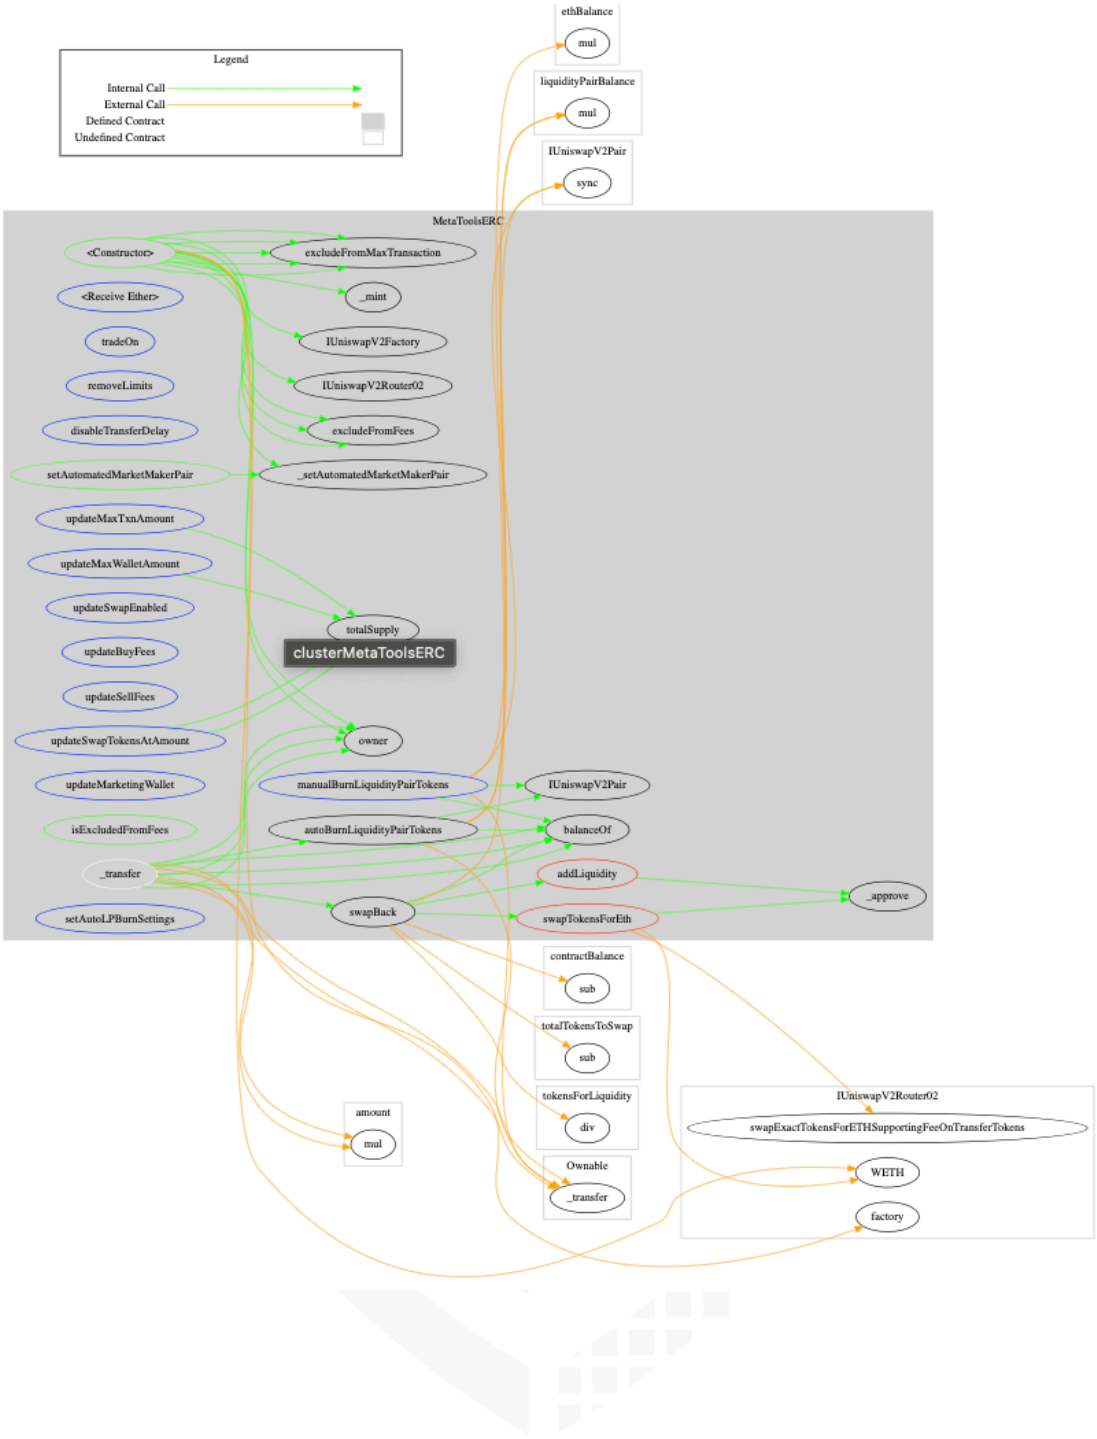 ethBalance
mul
liquidityPairBalance
mul
IUniswapV2Pair
sync
Legend
Internal Call
External Call
Defined Contract
Undefined Contract
MetaToolsERC
<Constructor>
excludeFromMaxTransaction
<Receive Ether>
_mint
tradeOn
IUniswapV2Factory
removeLimits
IUniswapV2Router02
disableTransferDelay
excludeFromFees
setAutomatedMarketMakerPair
_setAutomatedMarketMakerPair
updateMaxTxnAmount
updateMaxWalletAmount
updateSwapEnabled
totalSupply
updateBuyFees
clusterMetaToolsERC
updateSellFees
updateSwapTokensAtAmount
owner
updateMarketingWallet
manualBurnLiquidityPairTokens
IUniswapV2Pair
isExcludedFromFees
autoBurnLiquidityPairTokens
balanceOf
_transfer
addLiquidity
_approve
setAutoLPBurnSettings
swapBack
swapTokensForEth
contractBalance
sub
totalTokensToSwap
sub
tokensForLiquidity
div
IUniswapV2Router02
swapExactTokensForETHSupportingFeeOnTransferTokens
amount
mul
Ownable
_transfer
WETH
factory